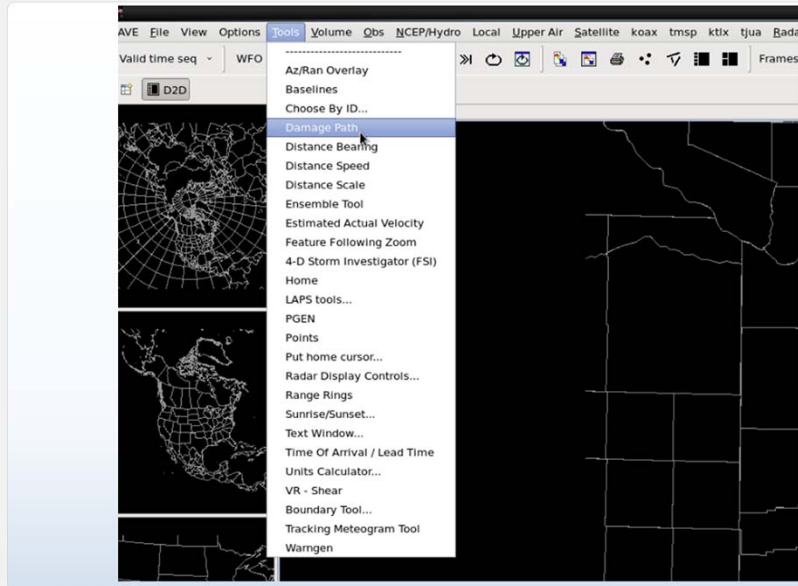 AVE File View Options Tools Volume Obs NCEP/Hydro Local Upper Air Satellite koax tmsp ktlx tjua Rada
Valid time seq WFO Frames
D2D
----------------------------
Az/Ran Overlay
Baselines
Choose By ID...
Damage Path
Distance Bearing
Distance Speed
Distance Scale
Ensemble Tool
Estimated Actual Velocity
Feature Following Zoom
4-D Storm Investigator (FSI)
Home
LAPS tools...
PGEN
Points
Put home cursor...
Radar Display Controls...
Range Rings
Sunrise/Sunset...
Text Window...
Time Of Arrival / Lead Time
Units Calculator...
VR - Shear
Boundary Tool...
Tracking Meteogram Tool
Warngen